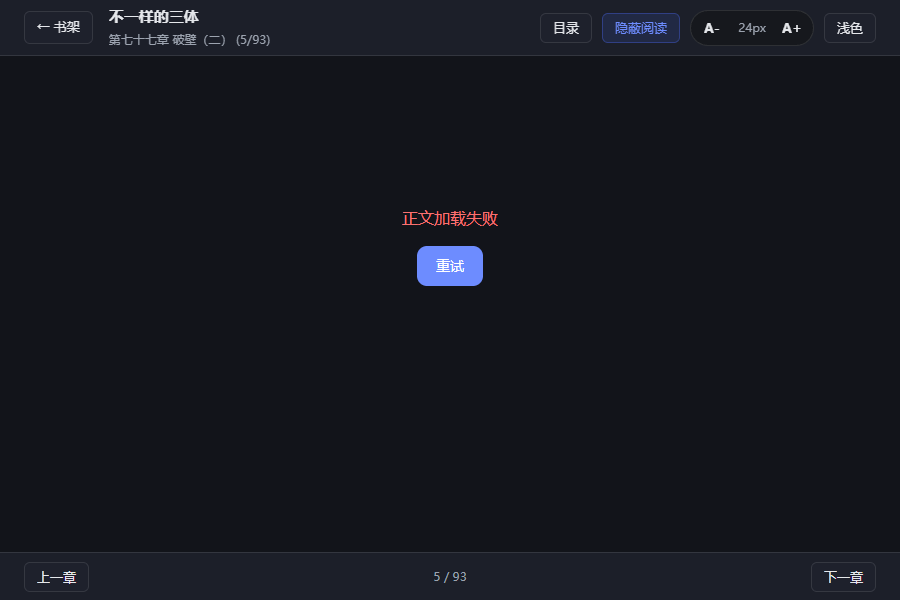 ← 书架
不一样的三体
第七十七章 破壁（二） (5/93)
目录
隐蔽阅读
A-
24px
A+
浅色
正文加载失败
重试
上一章
5 / 93
下一章